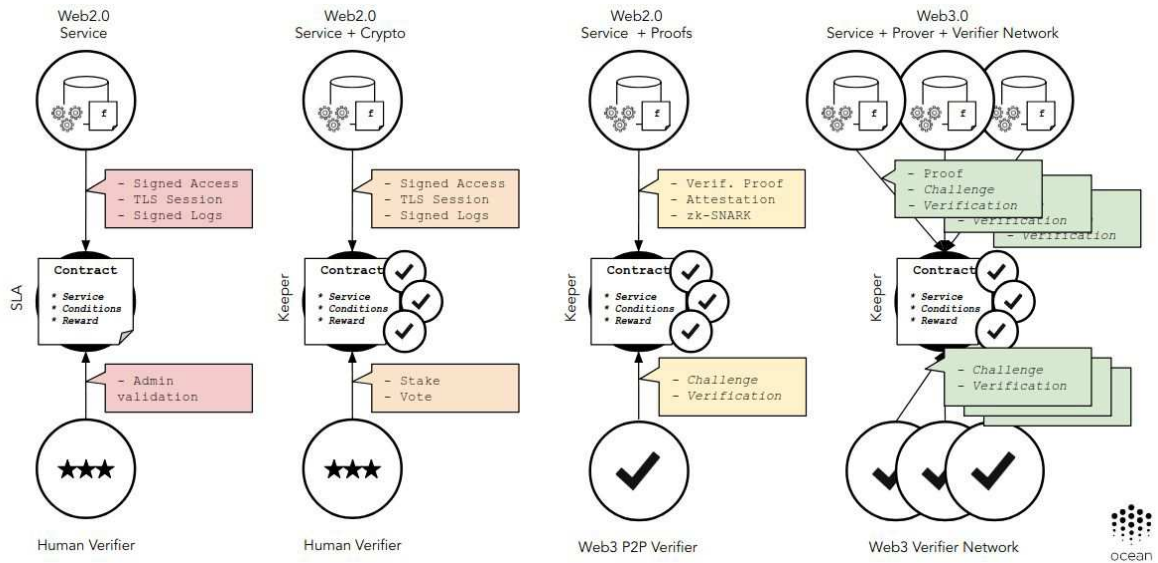 Web2.0
Service
f
- Signed Access
- TLS Session
- Signed Logs
SLA
Contract
* Service
* Conditions
* Reward
- Admin
validation
Human Verifier
Web2.0
Service + Crypto
f
- Signed Access
- TLS Session
- Signed Logs
Keeper
Contract
* Service
* Conditions
* Reward
- Stake
- Vote
Human Verifier
Web2.0
Service + Proofs
f
- Verif. Proof
- Attestation
- zk-SNARK
Keeper
Contract
* Service
* Conditions
* Reward
- Challenge
- Verification
Web3 P2P Verifier
Web3.0
Service + Prover + Verifier Network
f
f
f
- Proof
- Challenge
- Verification
- Verification
- Verification
Keeper
Contract
* Service
* Conditions
* Reward
- Challenge
- Verification
Web3 Verifier Network
ocean